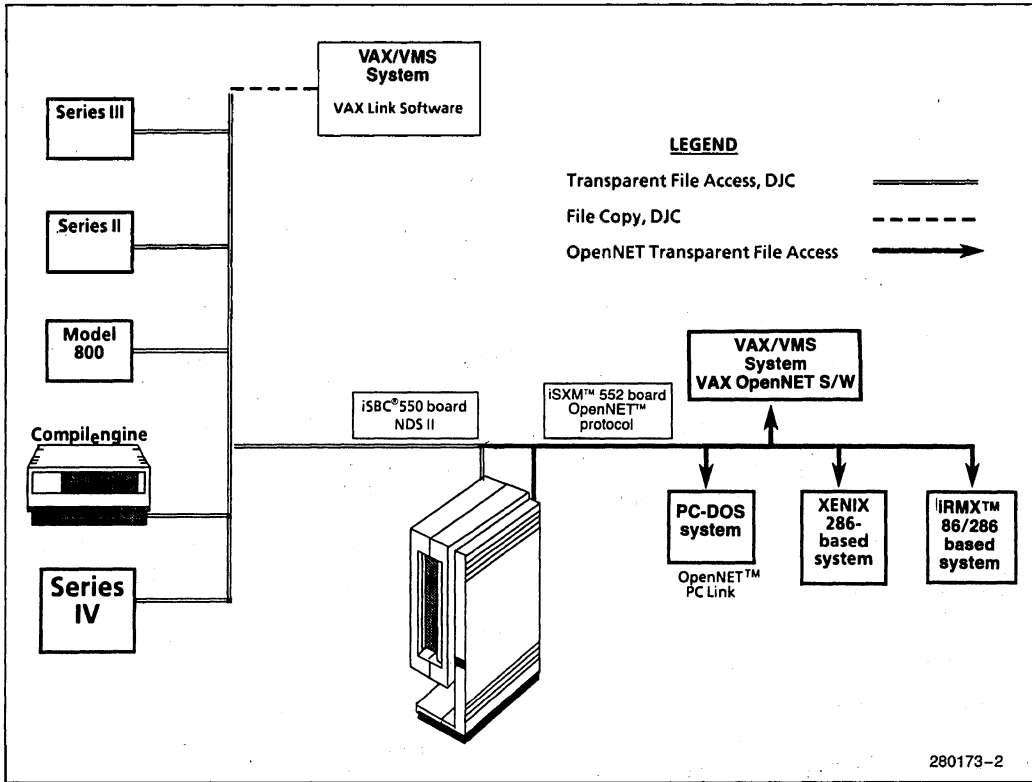 VAX/VMS
System
VAX Link Software
Series III
Series II
Model
800
Compilengine
Series
IV
LEGEND
Transparent File Access, DJC
File Copy, DJC
OpenNET Transparent File Access
iSBC® 550 board
NDS II
iSXM™ 552 board
OpenNET™
protocol
VAX/VMS
System
VAX OpenNET S/W
PC-DOS
system
OpenNET™
PC Link
XENIX
286-
based
system
iRMX™
86/286
based
system
280173-2